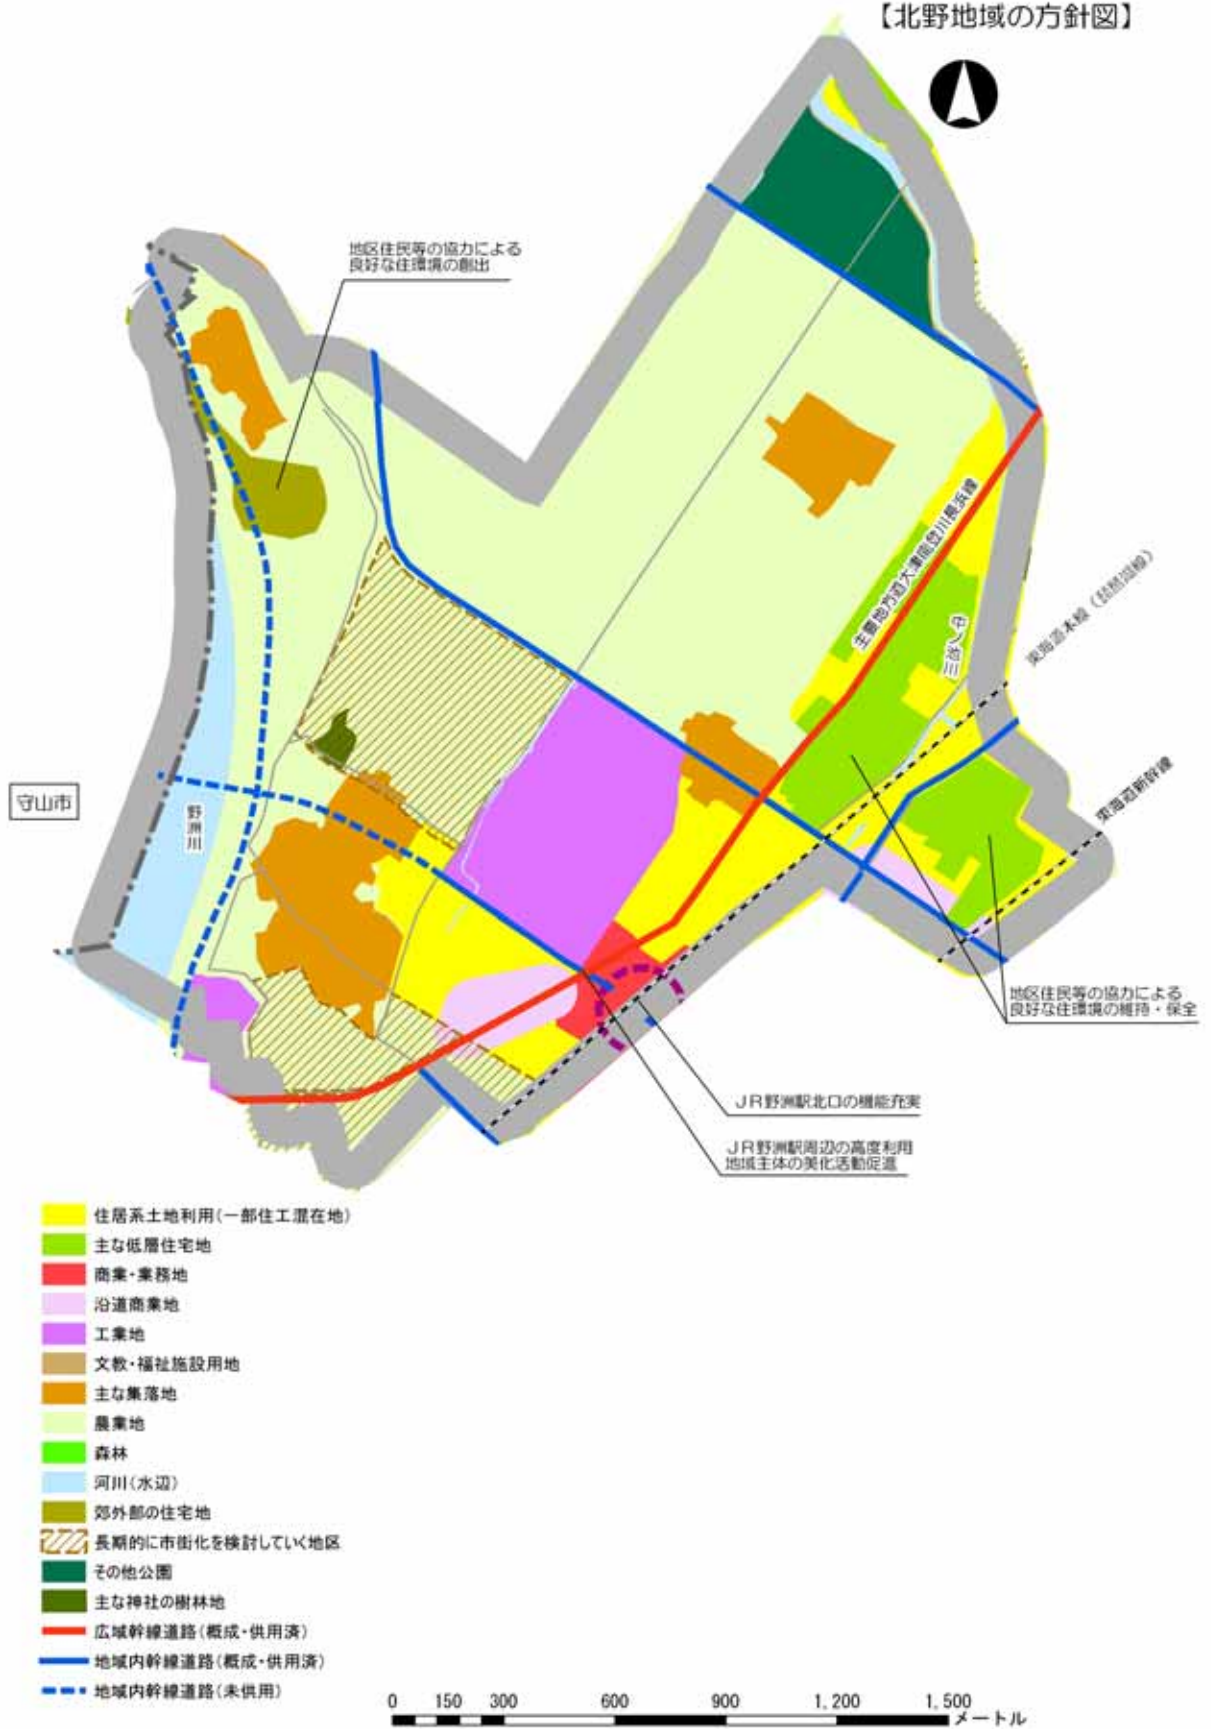 【北野地域の方針図】
地区住民等の協力による
良好な住環境の創出
主要地方道大津能登川長浜線
三ツ坂
東海道本線（琵琶湖線）
東海道新幹線
守山市
野洲川
地区住民等の協力による
良好な住環境の維持・保全
ＪＲ野洲駅北口の機能充実
ＪＲ野洲駅周辺の高度利用
地域主体の美化活動促進
住居系土地利用（一部住工混在地）
主な低層住宅地
商業・業務地
沿道商業地
工業地
文教・福祉施設用地
主な集落地
農業地
森林
河川（水辺）
郊外部の住宅地
長期的に市街化を検討していく地区
その他公園
主な神社の樹林地
広域幹線道路（概成・供用済）
地域内幹線道路（概成・供用済）
地域内幹線道路（未供用）
0 150 300 600 900 1,200 1,500
メートル